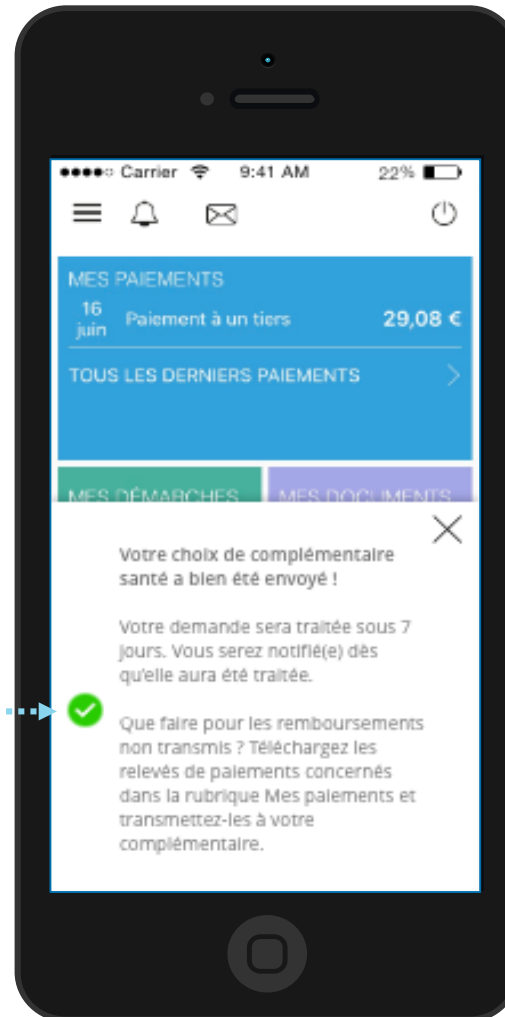 Carrier 9:41 AM 22%
MES PAIEMENTS
16 juin Paiement à un tiers 29,08 €
TOUS LES DERNIERS PAIEMENTS
MES DÉMARCHES MES DOCUMENTS
Votre choix de complémentaire
santé a bien été envoyé !
Votre demande sera traitée sous 7
jours. Vous serez notifié(e) dès
qu'elle aura été traitée.
Que faire pour les remboursements
non transmis ? Téléchargez les
relevés de paiements concernés
dans la rubrique Mes paiements et
transmettez-les à votre
complémentaire.